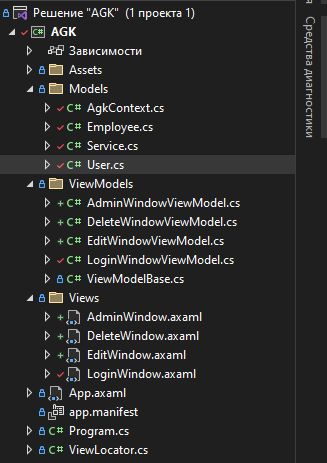 Решение "AGK" (1 проекта 1)
AGK
Зависимости
Assets
Models
AgkContext.cs
Employee.cs
Service.cs
User.cs
ViewModels
AdminWindowViewModel.cs
DeleteWindowViewModel.cs
EditWindowViewModel.cs
LoginWindowViewModel.cs
ViewModelBase.cs
Views
AdminWindow.axaml
DeleteWindow.axaml
EditWindow.axaml
LoginWindow.axaml
App.axaml
app.manifest
Program.cs
ViewLocator.cs
Средства диагностики